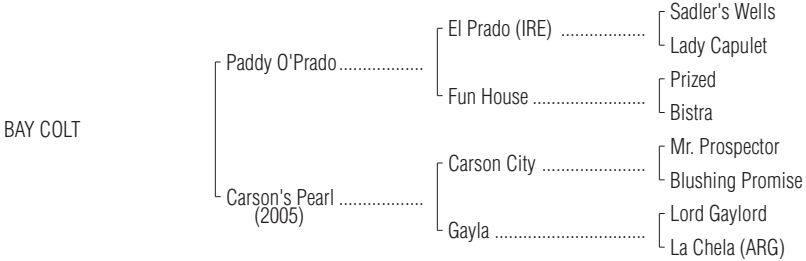 Sadler's Wells
El Prado (IRE) ...................
Lady Capulet
Paddy O'Prado..................
Prized
Fun House ........................
Bistra
BAY COLT
Mr. Prospector
Carson City ......................
Blushing Promise
Carson's Pearl ..................
(2005)
Lord Gaylord
Gayla ................................
La Chela (ARG)